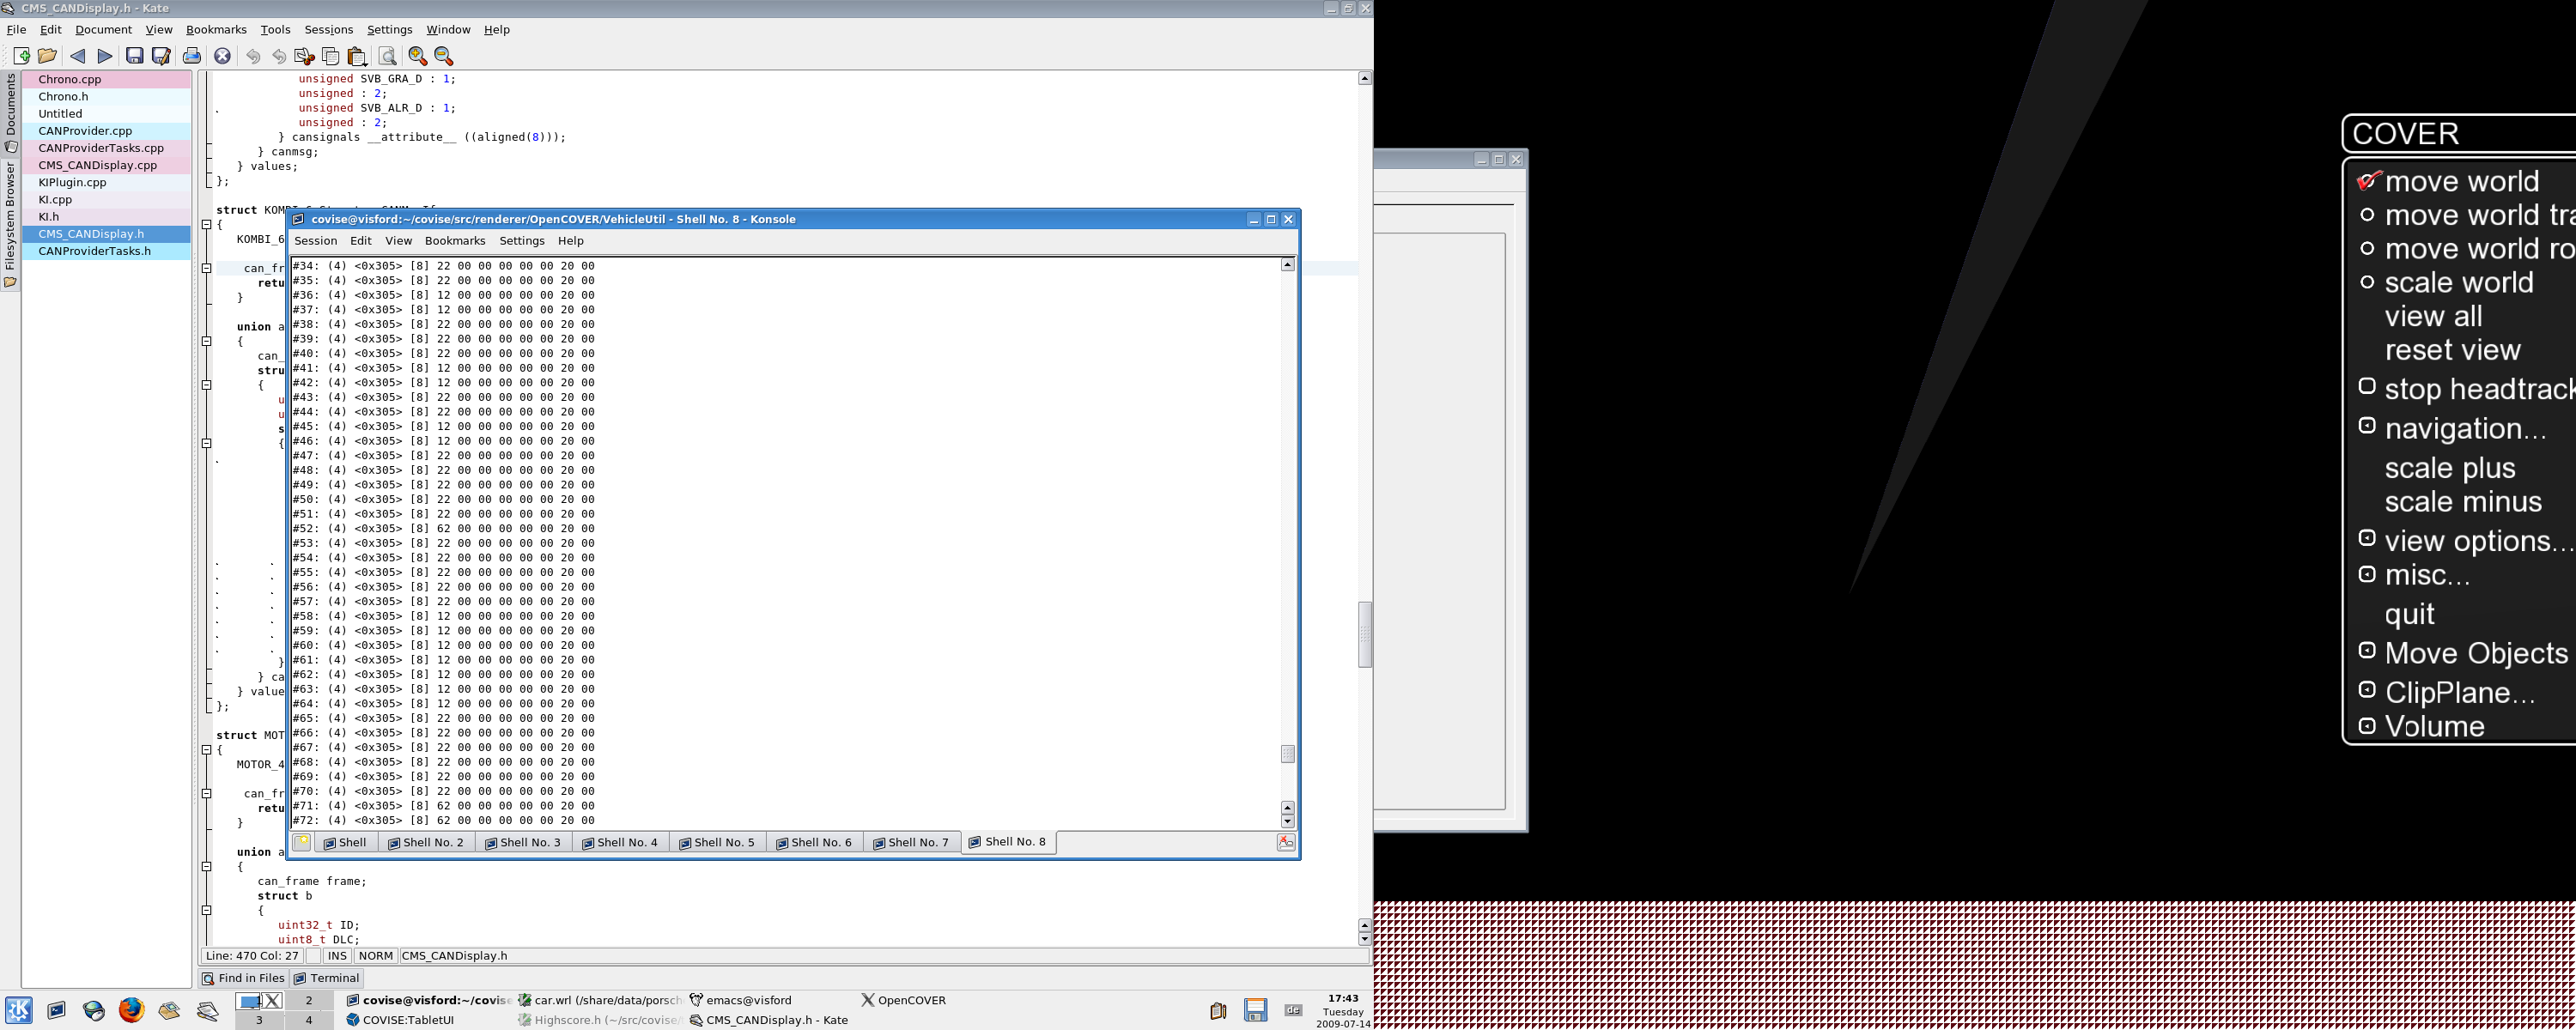 CMS_CANDisplay.h - Kate
File Edit Document View Bookmarks Tools Sessions Settings Window Help
Documents
Filesystem Browser
Chrono.cpp
Chrono.h
Untitled
CANProvider.cpp
CANProviderTasks.cpp
CMS_CANDisplay.cpp
KIPlugin.cpp
KI.cpp
KI.h
CMS_CANDisplay.h
CANProviderTasks.h
unsigned SVB_GRA_D : 1;
unsigned : 2;
unsigned SVB_ALR_D : 1;
unsigned : 2;
} cansignals __attribute__ ((aligned(8)));
} canmsg;
} values;
};
struct
{
KOMBI_6
can_fr
retu
}
union a
{
can_
stru
{
u
u
s
{
}
} ca
} value
};
struct MOT
{
MOTOR_4
can_fr
retu
}
union a
{
can_frame frame;
struct b
{
uint32_t ID;
uint8_t DLC;
covise@visford:~/covise/src/renderer/OpenCOVER/VehicleUtil - Shell No. 8 - Konsole
Session Edit View Bookmarks Settings Help
#34: (4) <0x305> [8] 22 00 00 00 00 00 20 00
#35: (4) <0x305> [8] 22 00 00 00 00 00 20 00
#36: (4) <0x305> [8] 12 00 00 00 00 00 20 00
#37: (4) <0x305> [8] 12 00 00 00 00 00 20 00
#38: (4) <0x305> [8] 22 00 00 00 00 00 20 00
#39: (4) <0x305> [8] 22 00 00 00 00 00 20 00
#40: (4) <0x305> [8] 22 00 00 00 00 00 20 00
#41: (4) <0x305> [8] 12 00 00 00 00 00 20 00
#42: (4) <0x305> [8] 12 00 00 00 00 00 20 00
#43: (4) <0x305> [8] 22 00 00 00 00 00 20 00
#44: (4) <0x305> [8] 22 00 00 00 00 00 20 00
#45: (4) <0x305> [8] 12 00 00 00 00 00 20 00
#46: (4) <0x305> [8] 12 00 00 00 00 00 20 00
#47: (4) <0x305> [8] 22 00 00 00 00 00 20 00
#48: (4) <0x305> [8] 22 00 00 00 00 00 20 00
#49: (4) <0x305> [8] 22 00 00 00 00 00 20 00
#50: (4) <0x305> [8] 22 00 00 00 00 00 20 00
#51: (4) <0x305> [8] 22 00 00 00 00 00 20 00
#52: (4) <0x305> [8] 62 00 00 00 00 00 20 00
#53: (4) <0x305> [8] 22 00 00 00 00 00 20 00
#54: (4) <0x305> [8] 22 00 00 00 00 00 20 00
#55: (4) <0x305> [8] 22 00 00 00 00 00 20 00
#56: (4) <0x305> [8] 22 00 00 00 00 00 20 00
#57: (4) <0x305> [8] 22 00 00 00 00 00 20 00
#58: (4) <0x305> [8] 12 00 00 00 00 00 20 00
#59: (4) <0x305> [8] 12 00 00 00 00 00 20 00
#60: (4) <0x305> [8] 12 00 00 00 00 00 20 00
#61: (4) <0x305> [8] 12 00 00 00 00 00 20 00
#62: (4) <0x305> [8] 12 00 00 00 00 00 20 00
#63: (4) <0x305> [8] 12 00 00 00 00 00 20 00
#64: (4) <0x305> [8] 12 00 00 00 00 00 20 00
#65: (4) <0x305> [8] 22 00 00 00 00 00 20 00
#66: (4) <0x305> [8] 22 00 00 00 00 00 20 00
#67: (4) <0x305> [8] 22 00 00 00 00 00 20 00
#68: (4) <0x305> [8] 22 00 00 00 00 00 20 00
#69: (4) <0x305> [8] 22 00 00 00 00 00 20 00
#70: (4) <0x305> [8] 22 00 00 00 00 00 20 00
#71: (4) <0x305> [8] 62 00 00 00 00 00 20 00
#72: (4) <0x305> [8] 62 00 00 00 00 00 20 00
Shell Shell No. 2 Shell No. 3 Shell No. 4 Shell No. 5 Shell No. 6 Shell No. 7 Shell No. 8
Line: 470 Col: 27 INS NORM CMS_CANDisplay.h
Find in Files Terminal
COVER
move world
move world tra
move world ro
scale world
view all
reset view
stop headtrack
navigation...
scale plus
scale minus
view options...
misc...
quit
Move Objects
ClipPlane...
Volume
1 2 covise@visford:~/covise car.wrl (/share/data/porsch emacs@visford OpenCOVER
3 4 COVISE:TabletUI Highscore.h (~/src/covise/ CMS_CANDisplay.h - Kate
de
17:43
Tuesday
2009-07-14